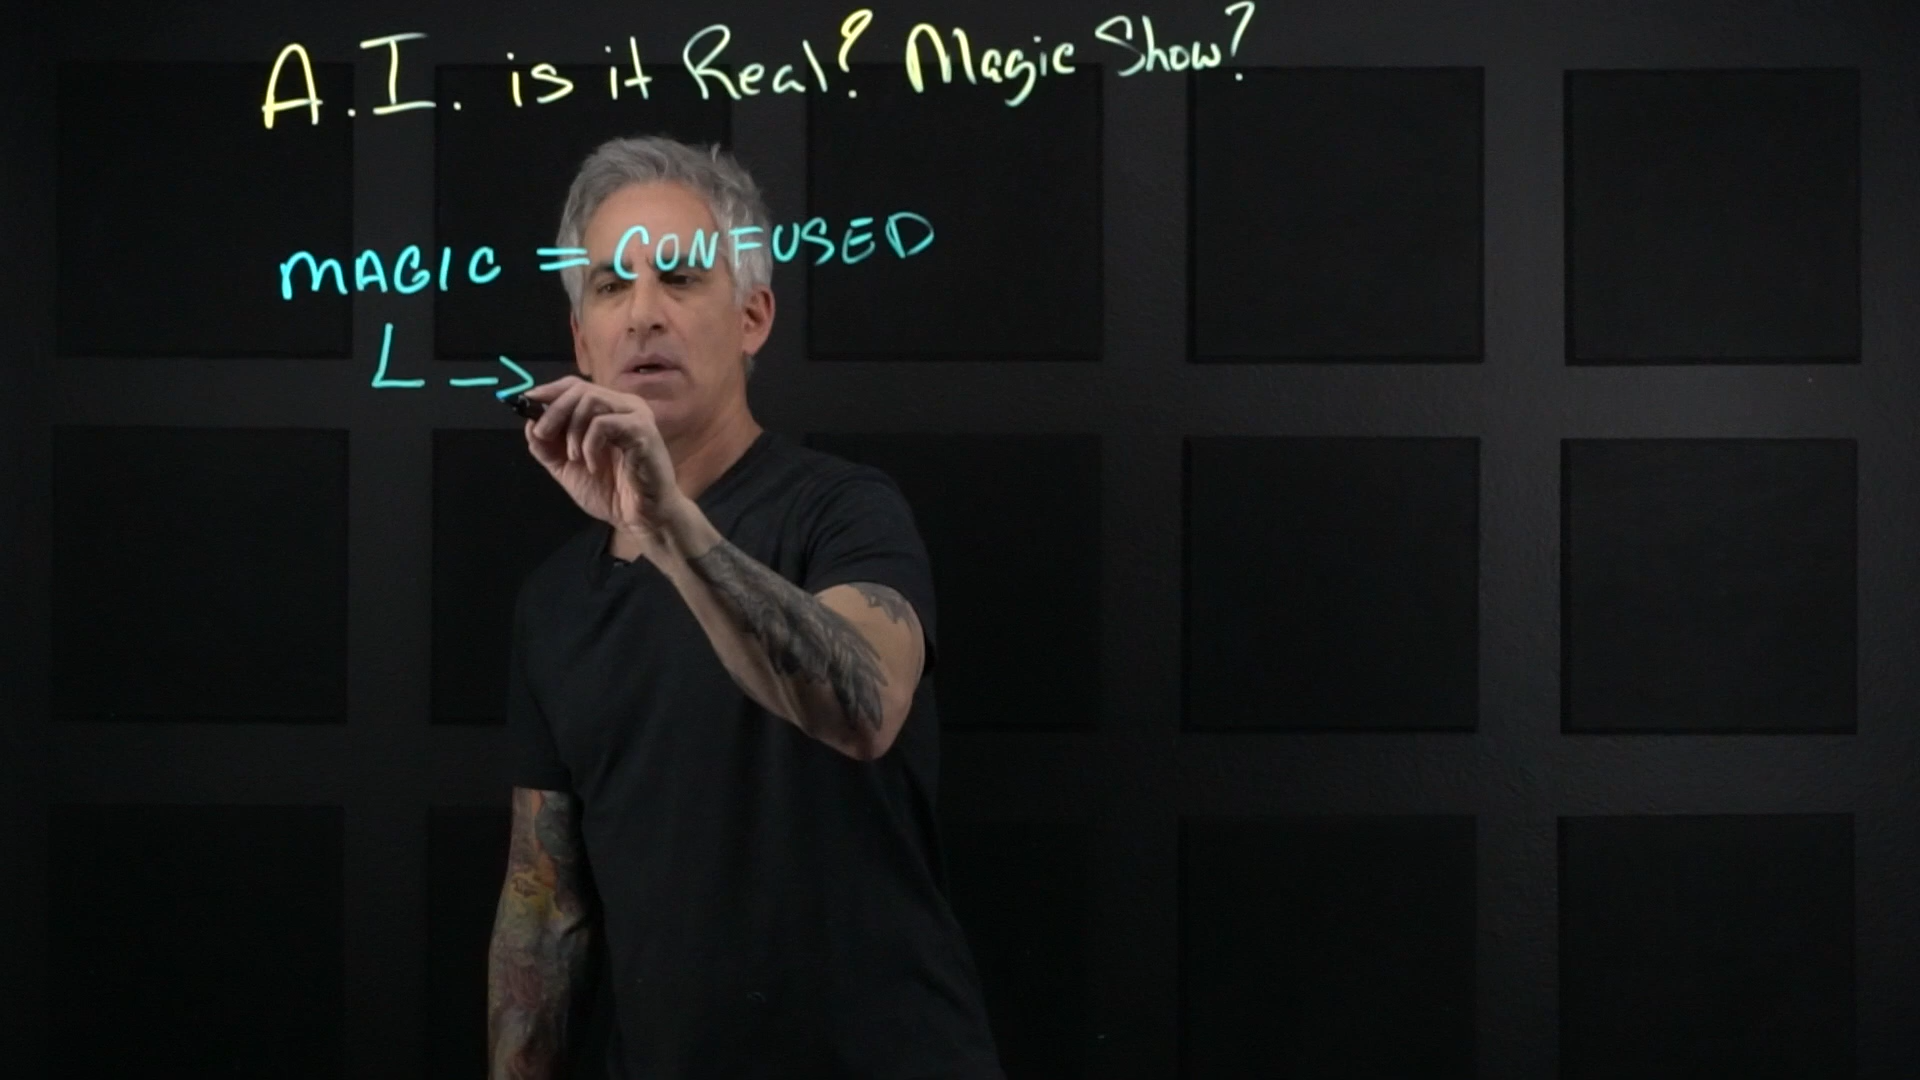 A.I. is it Real? Magic Show?
MAGIC = CONFUSED
L →